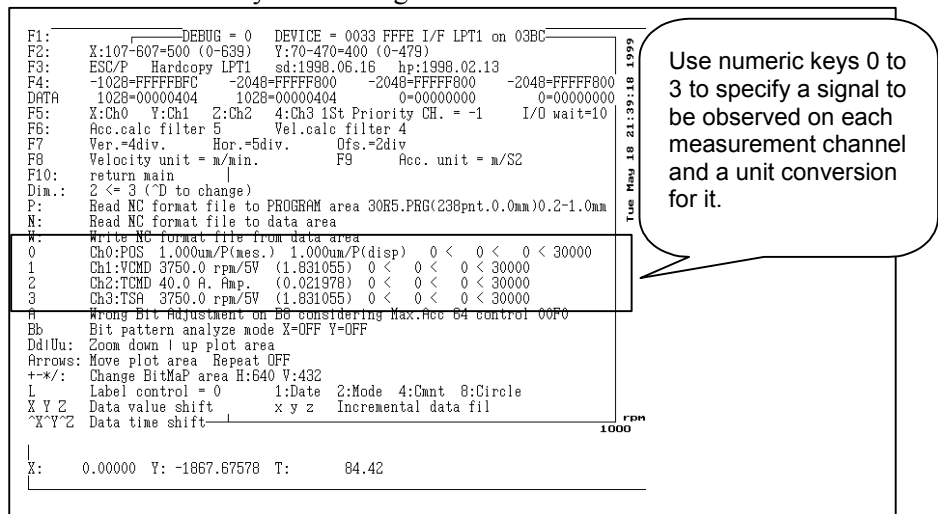 F1: DEBUG = 0 DEVICE = 0033 FFFE I/F LPT1 on 03BC
F2: X:107-607=500 (0-639) Y:70-470=400 (0-479)
F3: ESC/P Hardcopy LPT1 sd:1998.06.16 hp:1998.02.13
F4: -1028=FFFFFBFC -2048=FFFFF800 -2048=FFFFF800 -2048=FFFFF800
DATA 1028=00000404 1028=00000404 0=00000000 0=00000000
F5: X:Ch0 Y:Ch1 Z:Ch2 4:Ch3 1St Priority CH. = -1 I/O wait=10
F6: Acc.calc filter 5 Vel.calc filter 4
F7 Ver.=4div. Hor.=5div. Ofs.=2div
F8 Velocity unit = m/min. F9 Acc. unit = m/S2
F10: return main
Dim.: 2 <= 3 (^D to change)
P: Read NC format file to PROGRAM area 30R5.PRG(238pnt.0.0mm)0.2-1.0mm
N: Read NC format file to data area
W: Write NC format file from data area
0 Ch0:POS 1.000um/P(mes.) 1.000um/P(disp) 0 < 0 < 0 < 30000
1 Ch1:VCMD 3750.0 rpm/5V (1.831055) 0 < 0 < 0 < 30000
2 Ch2:TCMD 40.0 A. Amp. (0.021978) 0 < 0 < 0 < 30000
3 Ch3:TSA 3750.0 rpm/5V (1.831055) 0 < 0 < 0 < 30000
A Wrong Bit Adjustment on B8 considering Max.Acc 64 control 00F0
Bb Bit pattern analyze mode X=OFF Y=OFF
Dd|Uu: Zoom down | up plot area
Arrows: Move plot area Repeat OFF
+-*/: Change BitMaP area H:640 V:432
L Label control = 0 1:Date 2:Mode 4:Cmnt 8:Circle
X Y Z Data value shift x y z Incremental data fil
^X^Y^Z Data time shift
rpm
1000
X: 0.00000 Y: -1867.67578 T: 84.42
Tue May 18 21:39:18 1999
Use numeric keys 0 to
3 to specify a signal to
be observed on each
measurement channel
and a unit conversion
for it.